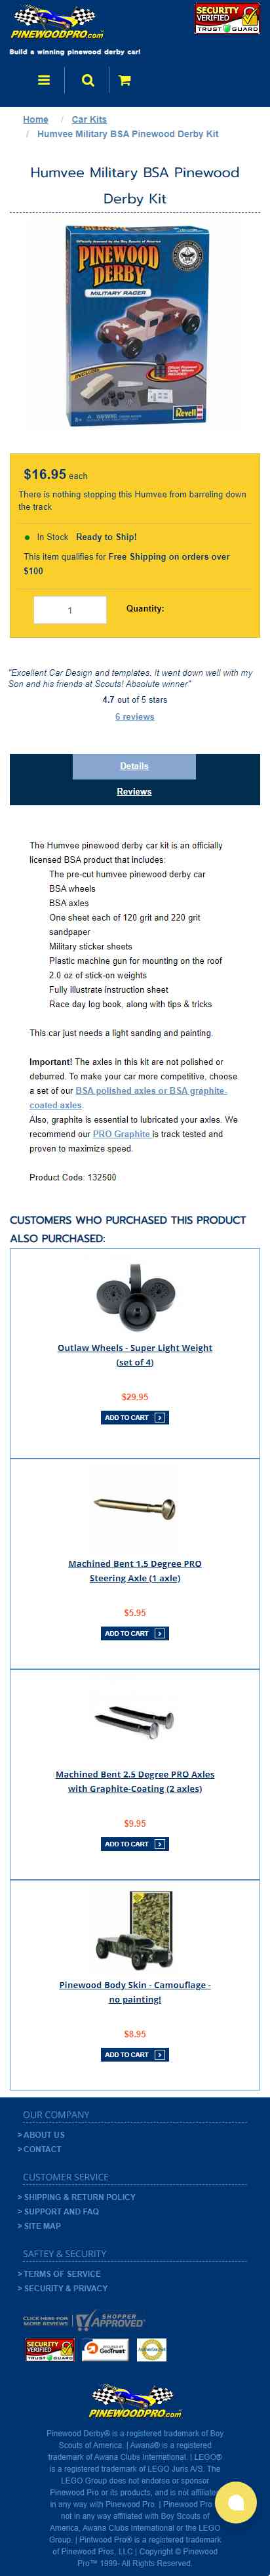 PINEWOODPRO.COM
SECURITY
VERIFIED
TRUST GUARD
Build a winning pinewood derby car!
Home / Car Kits
/ Humvee Military BSA Pinewood Derby Kit
Humvee Military BSA Pinewood
Derby Kit
PINEWOOD
DERBY
MILITARY RACER
Revell
$16.95 each
There is nothing stopping this Humvee from barreling down
the track
In Stock Ready to Ship!
This item qualifies for Free Shipping on orders over
$100
1 Quantity:
"Excellent Car Design and templates. It went down well with my
Son and his friends at Scouts! Absolute winner"
4.7 out of 5 stars
6 reviews
Details
Reviews
The Humvee pinewood derby car kit is an officially
licensed BSA product that includes:
The pre-cut humvee pinewood derby car
BSA wheels
BSA axles
One sheet each of 120 grit and 220 grit
sandpaper
Military sticker sheets
Plastic machine gun for mounting on the roof
2.0 oz of stick-on weights
Fully illustrate instruction sheet
Race day log book, along with tips & tricks
This car just needs a light sanding and painting.
Important! The axles in this kit are not polished or
deburred. To make your car more competitive, choose
a set of our BSA polished axles or BSA graphite-
coated axles.
Also, graphite is essential to lubricated your axles. We
recommend our PRO Graphite is track tested and
proven to maximize speed.
Product Code: 132500
CUSTOMERS WHO PURCHASED THIS PRODUCT
ALSO PURCHASED:
Outlaw Wheels - Super Light Weight
(set of 4)
$29.95
ADD TO CART
Machined Bent 1.5 Degree PRO
Steering Axle (1 axle)
$5.95
ADD TO CART
Machined Bent 2.5 Degree PRO Axles
with Graphite-Coating (2 axles)
$9.95
ADD TO CART
Pinewood Body Skin - Camouflage -
no painting!
$8.95
ADD TO CART
OUR COMPANY
> ABOUT US
> CONTACT
CUSTOMER SERVICE
> SHIPPING & RETURN POLICY
> SUPPORT AND FAQ
> SITE MAP
SAFTEY & SECURITY
> TERMS OF SERVICE
> SECURITY & PRIVACY
CLICK HERE FOR
MORE REVIEWS
SHOPPER
APPROVED
SECURITY
VERIFIED
TRUST GUARD
GeoTrust
PINEWOODPRO.COM
Pinewood Derby® is a registered trademark of Boy
Scouts of America. | Awana® is a registered
trademark of Awana Clubs International. | LEGO®
is a registered trademark of LEGO Juris A/S. The
LEGO Group does not endorse or sponsor
Pinewood Pro or its products, and is not affiliated
in any way with Pinewood Pro. | Pinewood Pro is
not in any way affiliated with Boy Scouts of
America, Awana Clubs International or the LEGO
Group. | Pintwood Pro® is a registered trademark
of Pinewood Pros, LLC | Copyright © Pinewood
Pro™ 1999- All Rights Reserved.